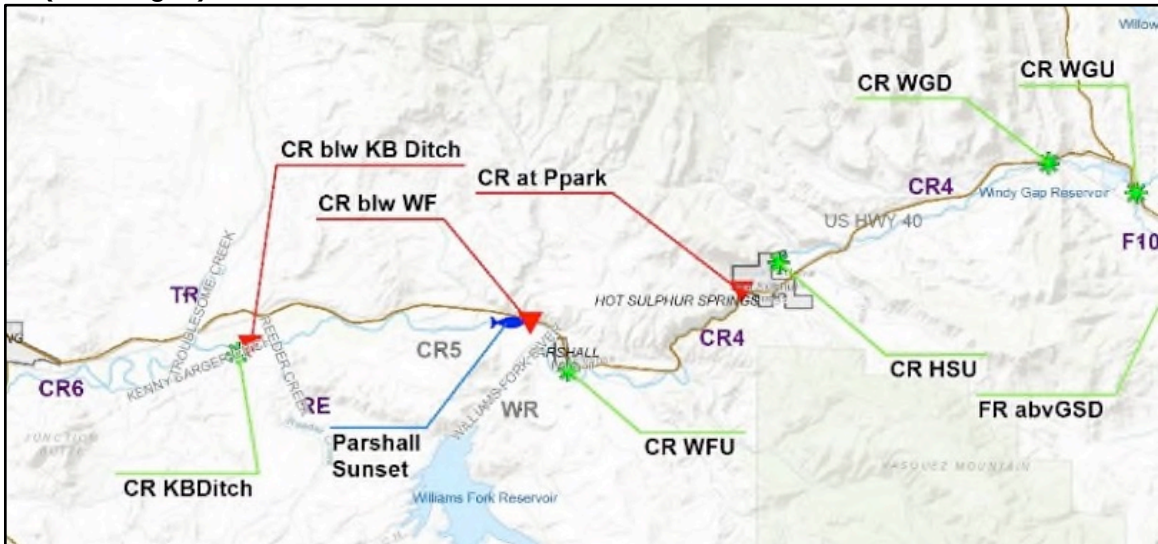 Willow
CR WGD
CR WGU
CR blw KB Ditch
CR at Ppark
CR4
CR blw WF
Windy Gap Reservoir
US HWY 40
F10
TROUBLESOME CREEK
TR
HOT SULPHUR SPRINGS
NG
CR5
CR4
CR6
REEDER CREEK
WILLIAMS FORK RIVER
CR HSU
RE
WR
FR abvGSD
Parshall
Sunset
CR WFU
JUNCTION
BUTTE
VASQUEZ MOUNTAIN
CR KBDitch
Williams Fork Reservoir